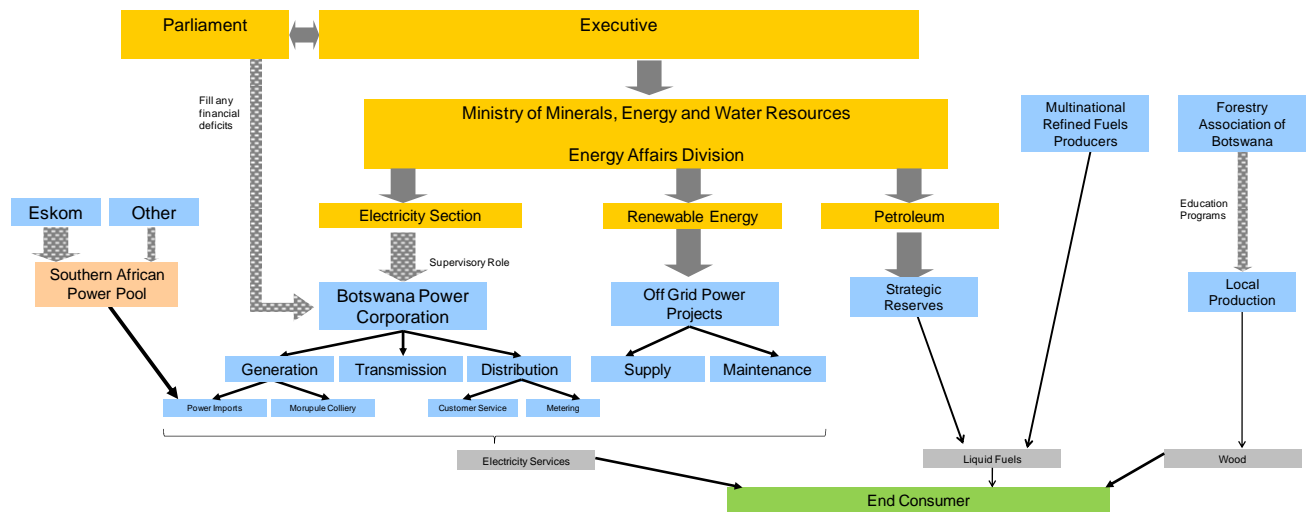 Parliament
Executive
Fill any
financial
deficits
Ministry of Minerals, Energy and Water Resources
Energy Affairs Division
Multinational
Refined Fuels
Producers
Forestry
Association of
Botswana
Eskom
Other
Electricity Section
Renewable Energy
Petroleum
Education
Programs
Supervisory Role
Southern African
Power Pool
Botswana Power
Corporation
Off Grid Power
Projects
Strategic
Reserves
Local
Production
Generation
Transmission
Distribution
Supply
Maintenance
Power Imports
Morupule Colliery
Customer Service
Metering
Electricity Services
Liquid Fuels
Wood
End Consumer